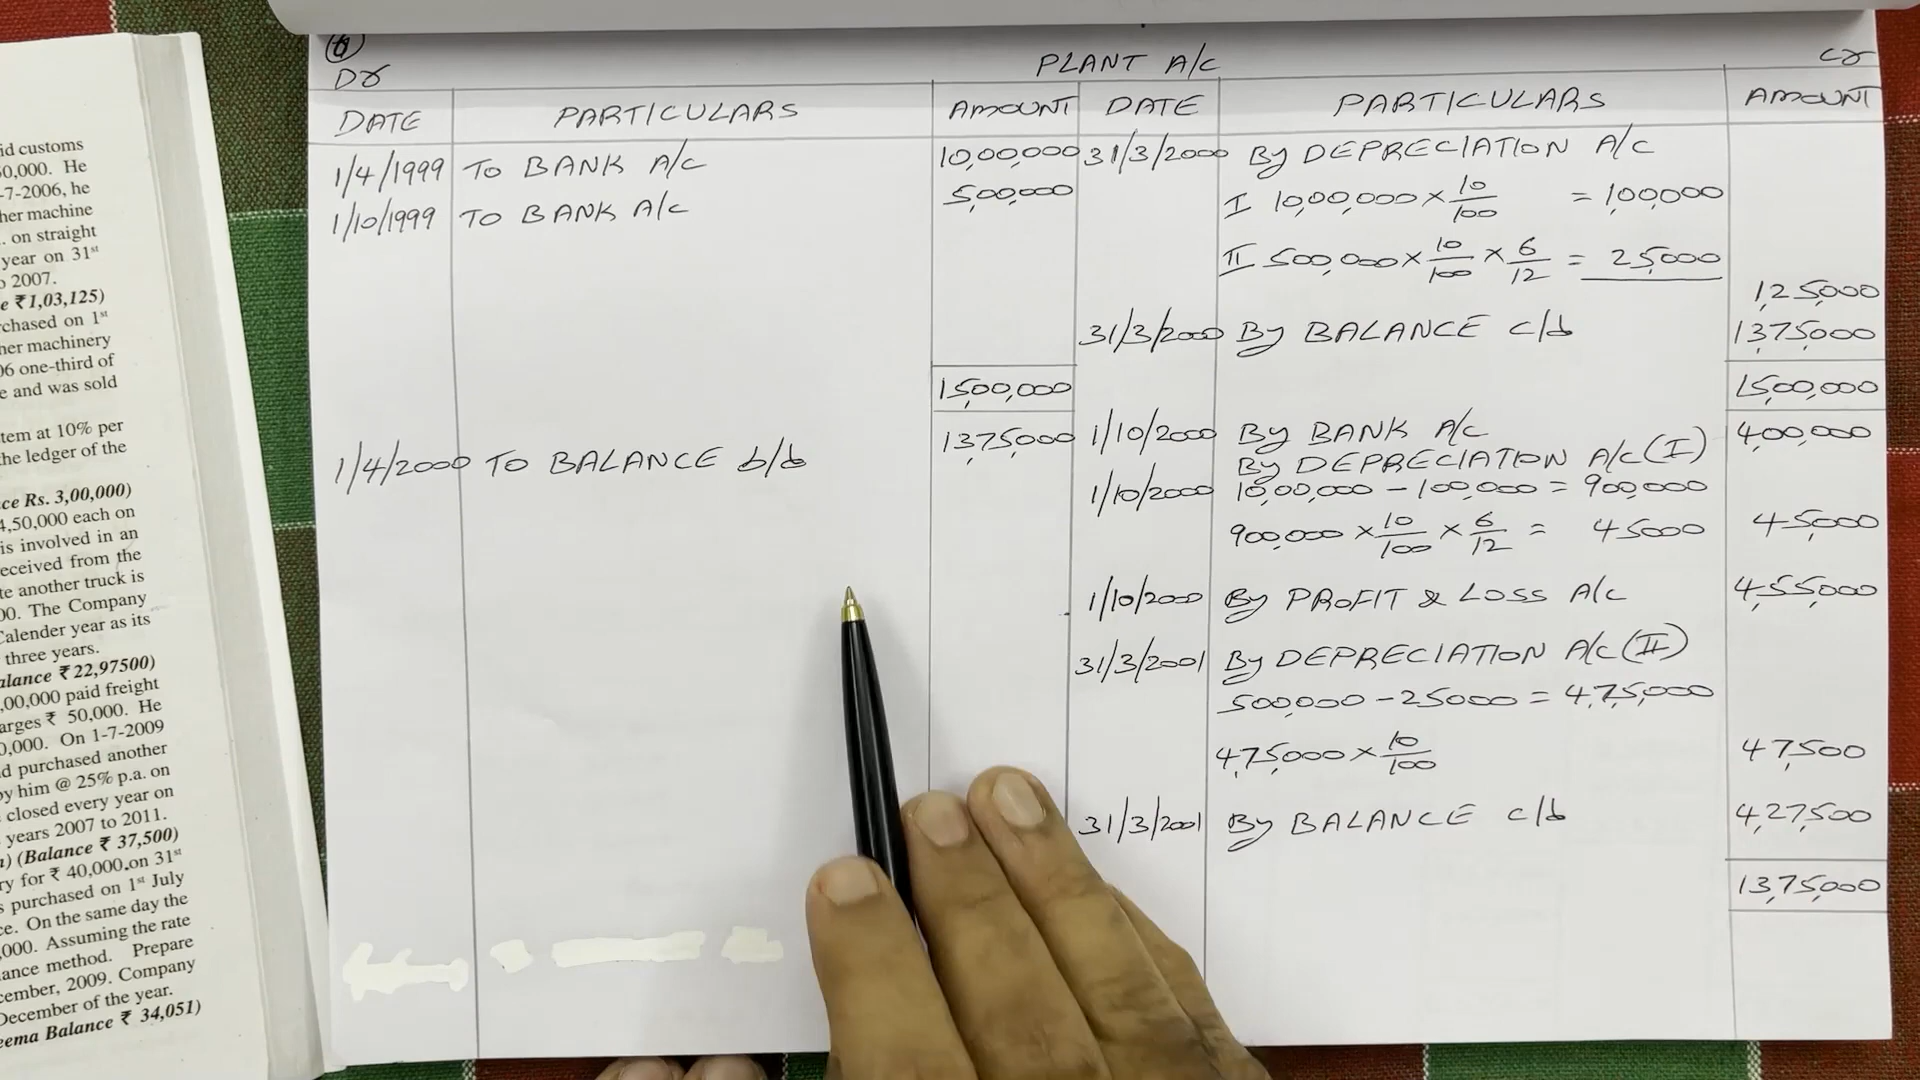 id customs
50,000. He
-7-2006, he
her machine
. on straight
year on 31st
2007.
e ₹1,03,125)
rchased on 1st
her machinery
06 one-third of
e and was sold
tem at 10% per
the ledger of the
ce Rs. 3,00,000)
4,50,000 each on
is involved in an
eceived from the
te another truck is
00. The Company
Calender year as its
three years.
alance ₹ 22,97500)
,00,000 paid freight
arges ₹ 50,000. He
0,000. On 1-7-2009
d purchased another
by him @ 25% p.a. on
closed every year on
years 2007 to 2011.
) (Balance ₹ 37,500)
ry for ₹ 40,000.on 31st
s purchased on 1st July
ce. On the same day the
,000. Assuming the rate
ance method. Prepare
cember, 2009. Company
December of the year.
eema Balance ₹ 34,051)
6
Dr PLANT A/c Cr
DATE PARTICULARS AMOUNT DATE PARTICULARS AMOUNT
1/4/1999 TO BANK A/c 10,00,000 31/3/2000 By DEPRECIATION A/c
1/10/1999 TO BANK A/c 5,00,000 I 10,00,000 × 10/100 = 1,00,000
II 500,000 × 10/100 × 6/12 = 25,000
1,25,000
31/3/2000 By BALANCE c/d 13,75,000
15,00,000 15,00,000
1/4/2000 TO BALANCE b/d 13,75,000 1/10/2000 By BANK A/c 4,00,000
1/10/2000 By DEPRECIATION A/c (I)
10,00,000 - 1,00,000 = 900,000
900,000 × 10/100 × 6/12 = 45000 45,000
1/10/2000 By PROFIT & LOSS A/c 4,55,000
31/3/2001 By DEPRECIATION A/c (II)
500,000 - 25000 = 4,75,000
4,75,000 × 10/100 47,500
31/3/2001 By BALANCE c/d 4,27,500
13,75,000